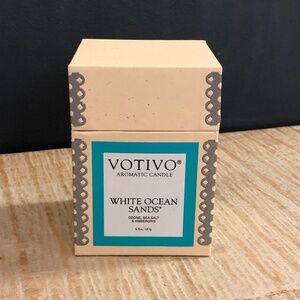 VOTIVO®
AROMATIC CANDLE
WHITE OCEAN
SANDS®
OZONE, SEA SALT
& AMBERGRIS